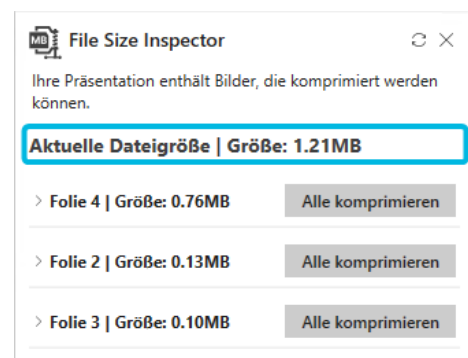 MB File Size Inspector
Ihre Präsentation enthält Bilder, die komprimiert werden
können.
Aktuelle Dateigröße | Größe: 1.21MB
Folie 4 | Größe: 0.76MB Alle komprimieren
Folie 2 | Größe: 0.13MB Alle komprimieren
Folie 3 | Größe: 0.10MB Alle komprimieren